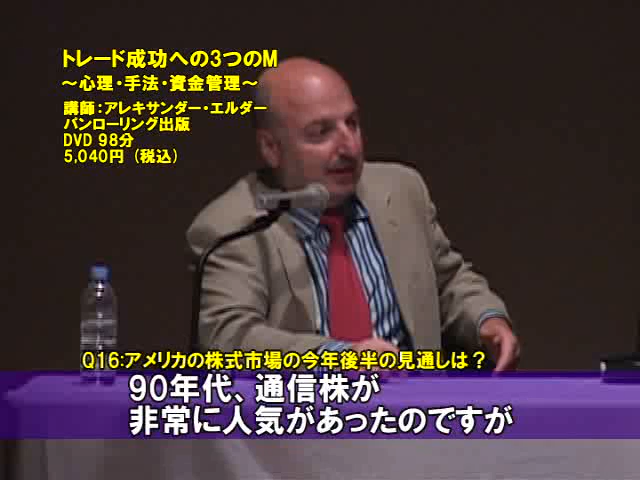 トレード成功への3つのM
～心理・手法・資金管理～
講師：アレキサンダー・エルダー
パンローリング出版
DVD 98分
5,040円 (税込)
Q16:アメリカの株式市場の今年後半の見通しは？
90年代、通信株が
非常に人気があったのですが